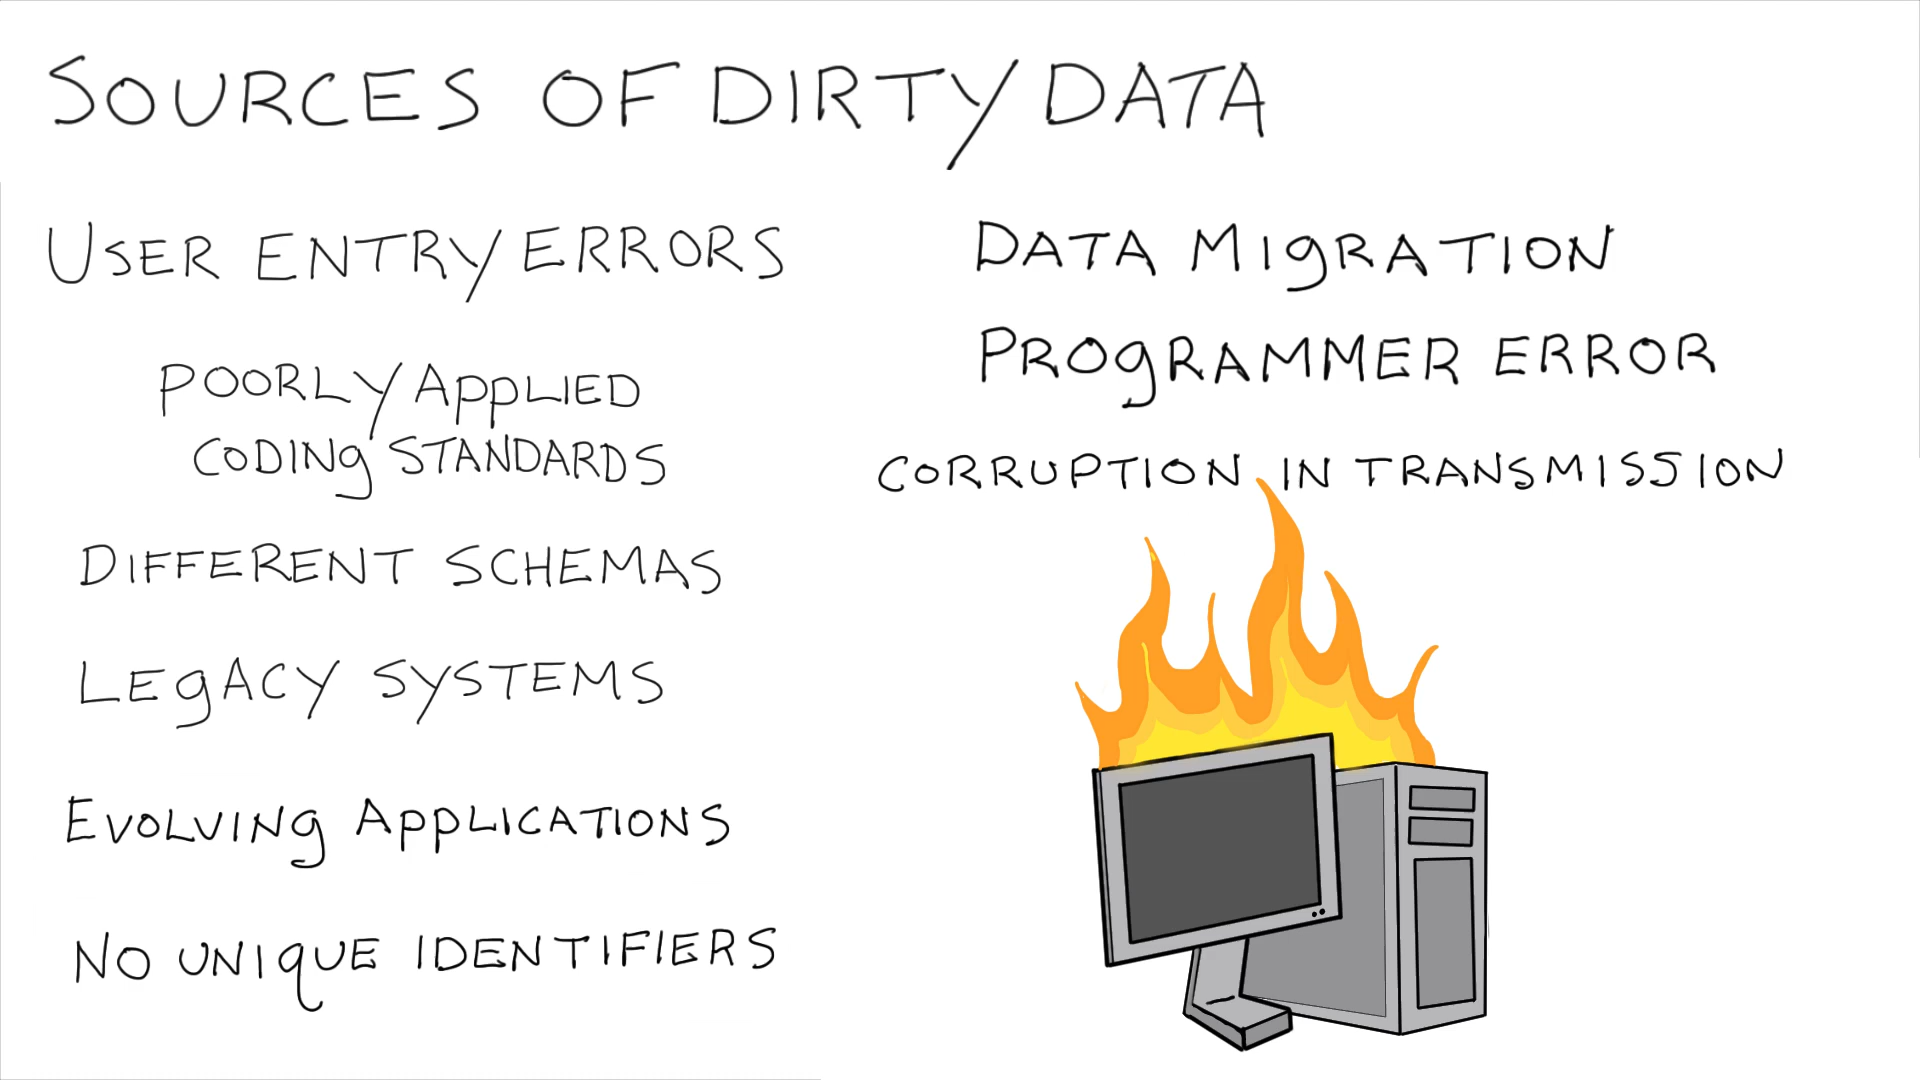 SOURCES OF DIRTY DATA
USER ENTRY ERRORS
POORLY APPLIED
CODING STANDARDS
DIFFERENT SCHEMAS
LEGACY SYSTEMS
EVOLVING APPLICATIONS
NO UNIQUE IDENTIFIERS
DATA MIGRATION
PROGRAMMER ERROR
CORRUPTION IN TRANSMISSION